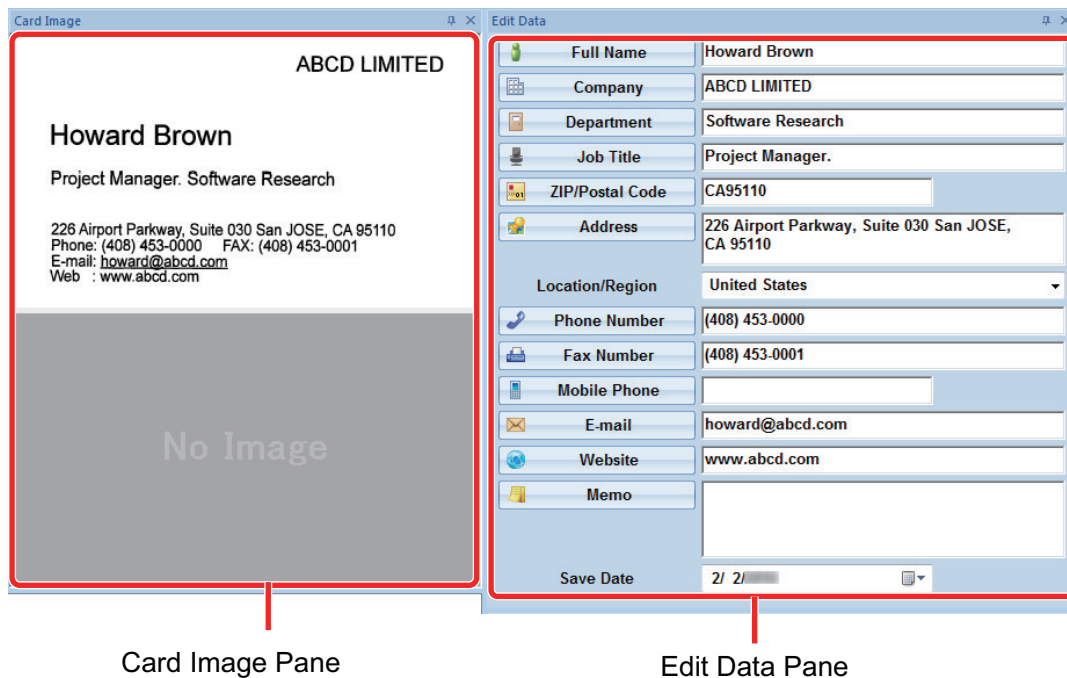 Card Image
ABCD LIMITED
Howard Brown
Project Manager. Software Research
226 Airport Parkway, Suite 030 San JOSE, CA 95110
Phone: (408) 453-0000 FAX: (408) 453-0001
E-mail: howard@abcd.com
Web : www.abcd.com
No Image
Edit Data
Full Name Howard Brown
Company ABCD LIMITED
Department Software Research
Job Title Project Manager.
ZIP/Postal Code CA95110
Address 226 Airport Parkway, Suite 030 San JOSE,
CA 95110
Location/Region United States
Phone Number (408) 453-0000
Fax Number (408) 453-0001
Mobile Phone
E-mail howard@abcd.com
Website www.abcd.com
Memo
Save Date 2/ 2/
Card Image Pane
Edit Data Pane